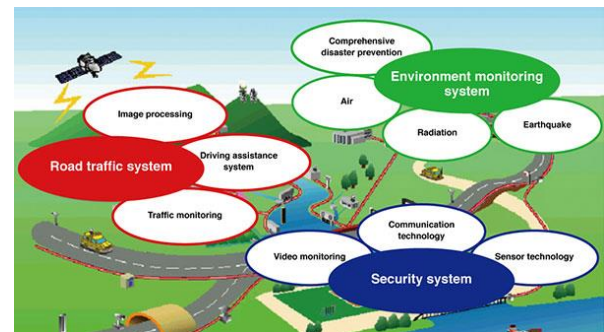 Comprehensive
disaster prevention
Environment monitoring
system
Air
Radiation
Earthquake
Image processing
Road traffic system
Driving assistance
system
Traffic monitoring
Communication
technology
Video monitoring
Sensor technology
Security system